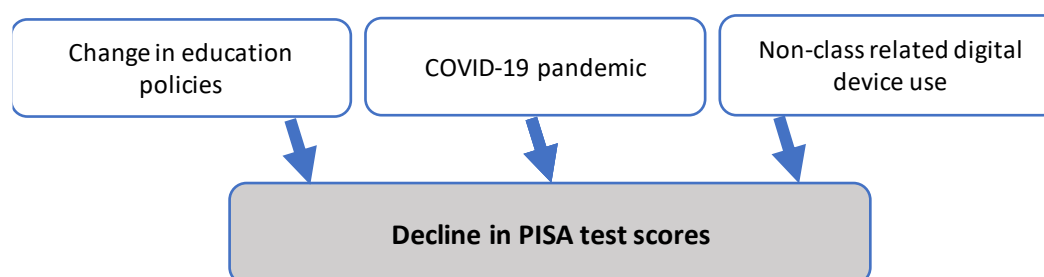 Change in education
policies
COVID-19 pandemic
Non-class related digital
device use
Decline in PISA test scores